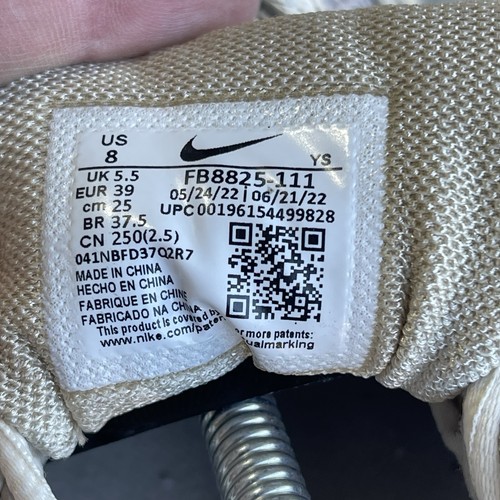 US
8
YS
UK 5.5
EUR 39
cm 25
BR 37.5
CN 250(2.5)
FB8825-111
05/24/22 | 06/21/22
UPC 00196154499828
041NBFD37Q2R7
MADE IN CHINA
HECHO EN CHINA
FABRIQUE EN CHINE
FABRICADO NA CHINA
This product is covered by
www.nike.com/paten
or more patents:
ualmarking